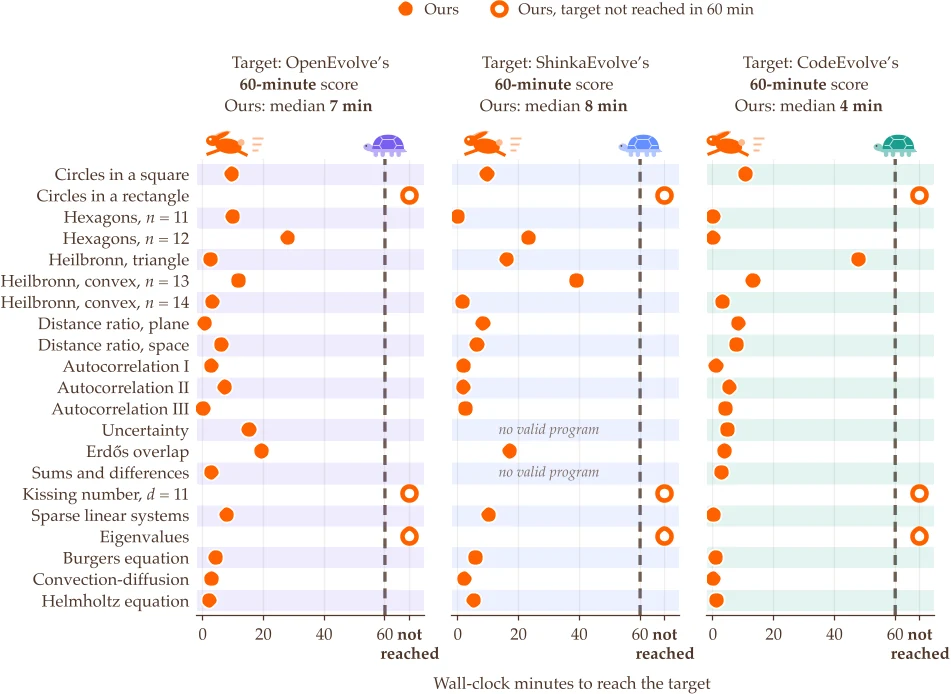 Ours
Ours, target not reached in 60 min
Target: OpenEvolve's
60-minute score
Ours: median 7 min
Target: ShinkaEvolve's
60-minute score
Ours: median 8 min
Target: CodeEvolve's
60-minute score
Ours: median 4 min
Circles in a square
Circles in a rectangle
Hexagons, n = 11
Hexagons, n = 12
Heilbronn, triangle
Heilbronn, convex, n = 13
Heilbronn, convex, n = 14
Distance ratio, plane
Distance ratio, space
Autocorrelation I
Autocorrelation II
Autocorrelation III
Uncertainty
no valid program
Erdős overlap
Sums and differences
no valid program
Kissing number, d = 11
Sparse linear systems
Eigenvalues
Burgers equation
Convection-diffusion
Helmholtz equation
0 20 40 60 not reached
0 20 40 60 not reached
0 20 40 60 not reached
Wall-clock minutes to reach the target